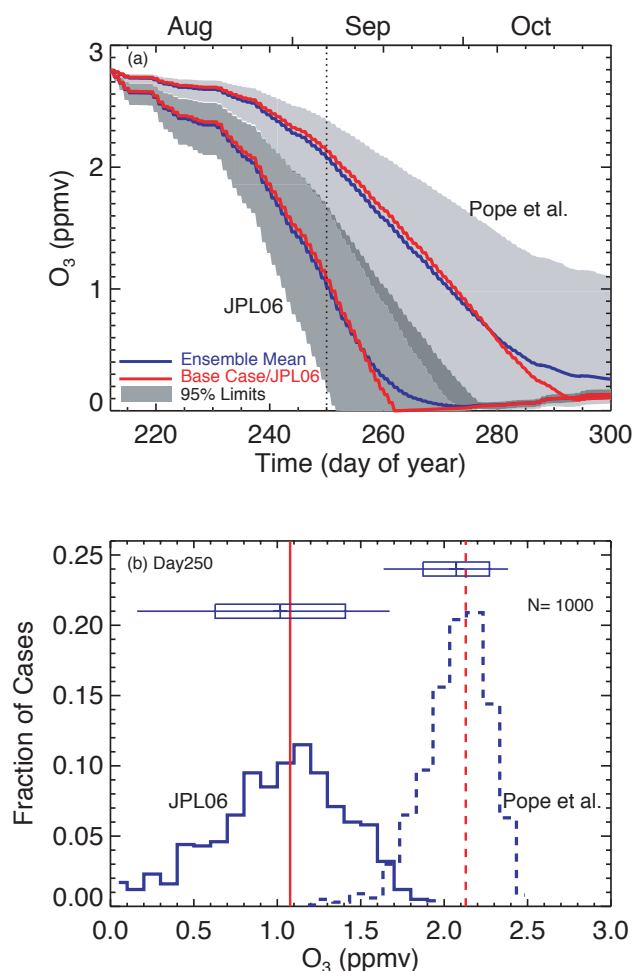 Aug Sep Oct
(a)
3
2
1
0
O3 (ppmv)
Pope et al.
JPL06
Ensemble Mean
Base Case/JPL06
95% Limits
220 240 260 280 300
Time (day of year)
(b) Day250
N= 1000
0.25
0.20
0.15
0.10
0.05
0.00
Fraction of Cases
JPL06
Pope et al.
0.0 0.5 1.0 1.5 2.0 2.5 3.0
O3 (ppmv)